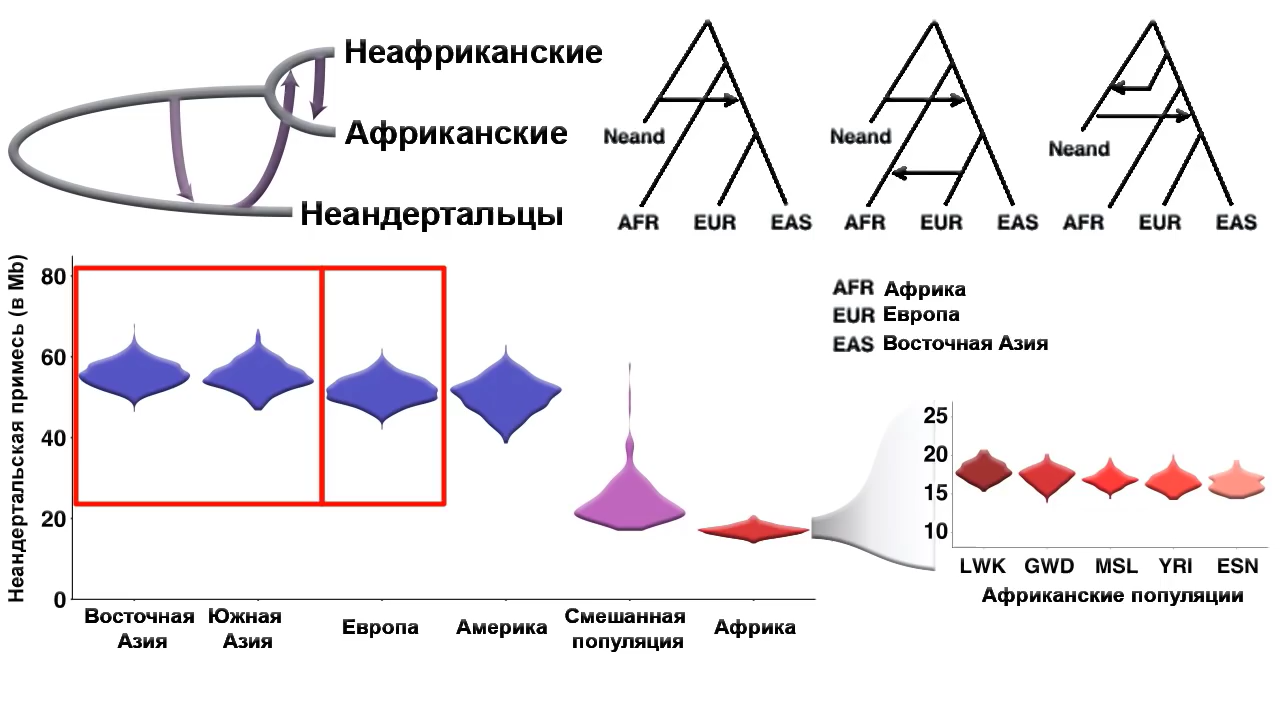 Неафриканские
Африканские
Неандертальцы
Neand
AFR EUR EAS
Neand
AFR EUR EAS
Neand
AFR EUR EAS
AFR Африка
EUR Европа
EAS Восточная Азия
Неандертальская примесь (в Mb)
80
60
40
20
0
Восточная
Азия
Южная
Азия
Европа
Америка
Смешанная
популяция
Африка
25
20
15
10
LWK GWD MSL YRI ESN
Африканские популяции